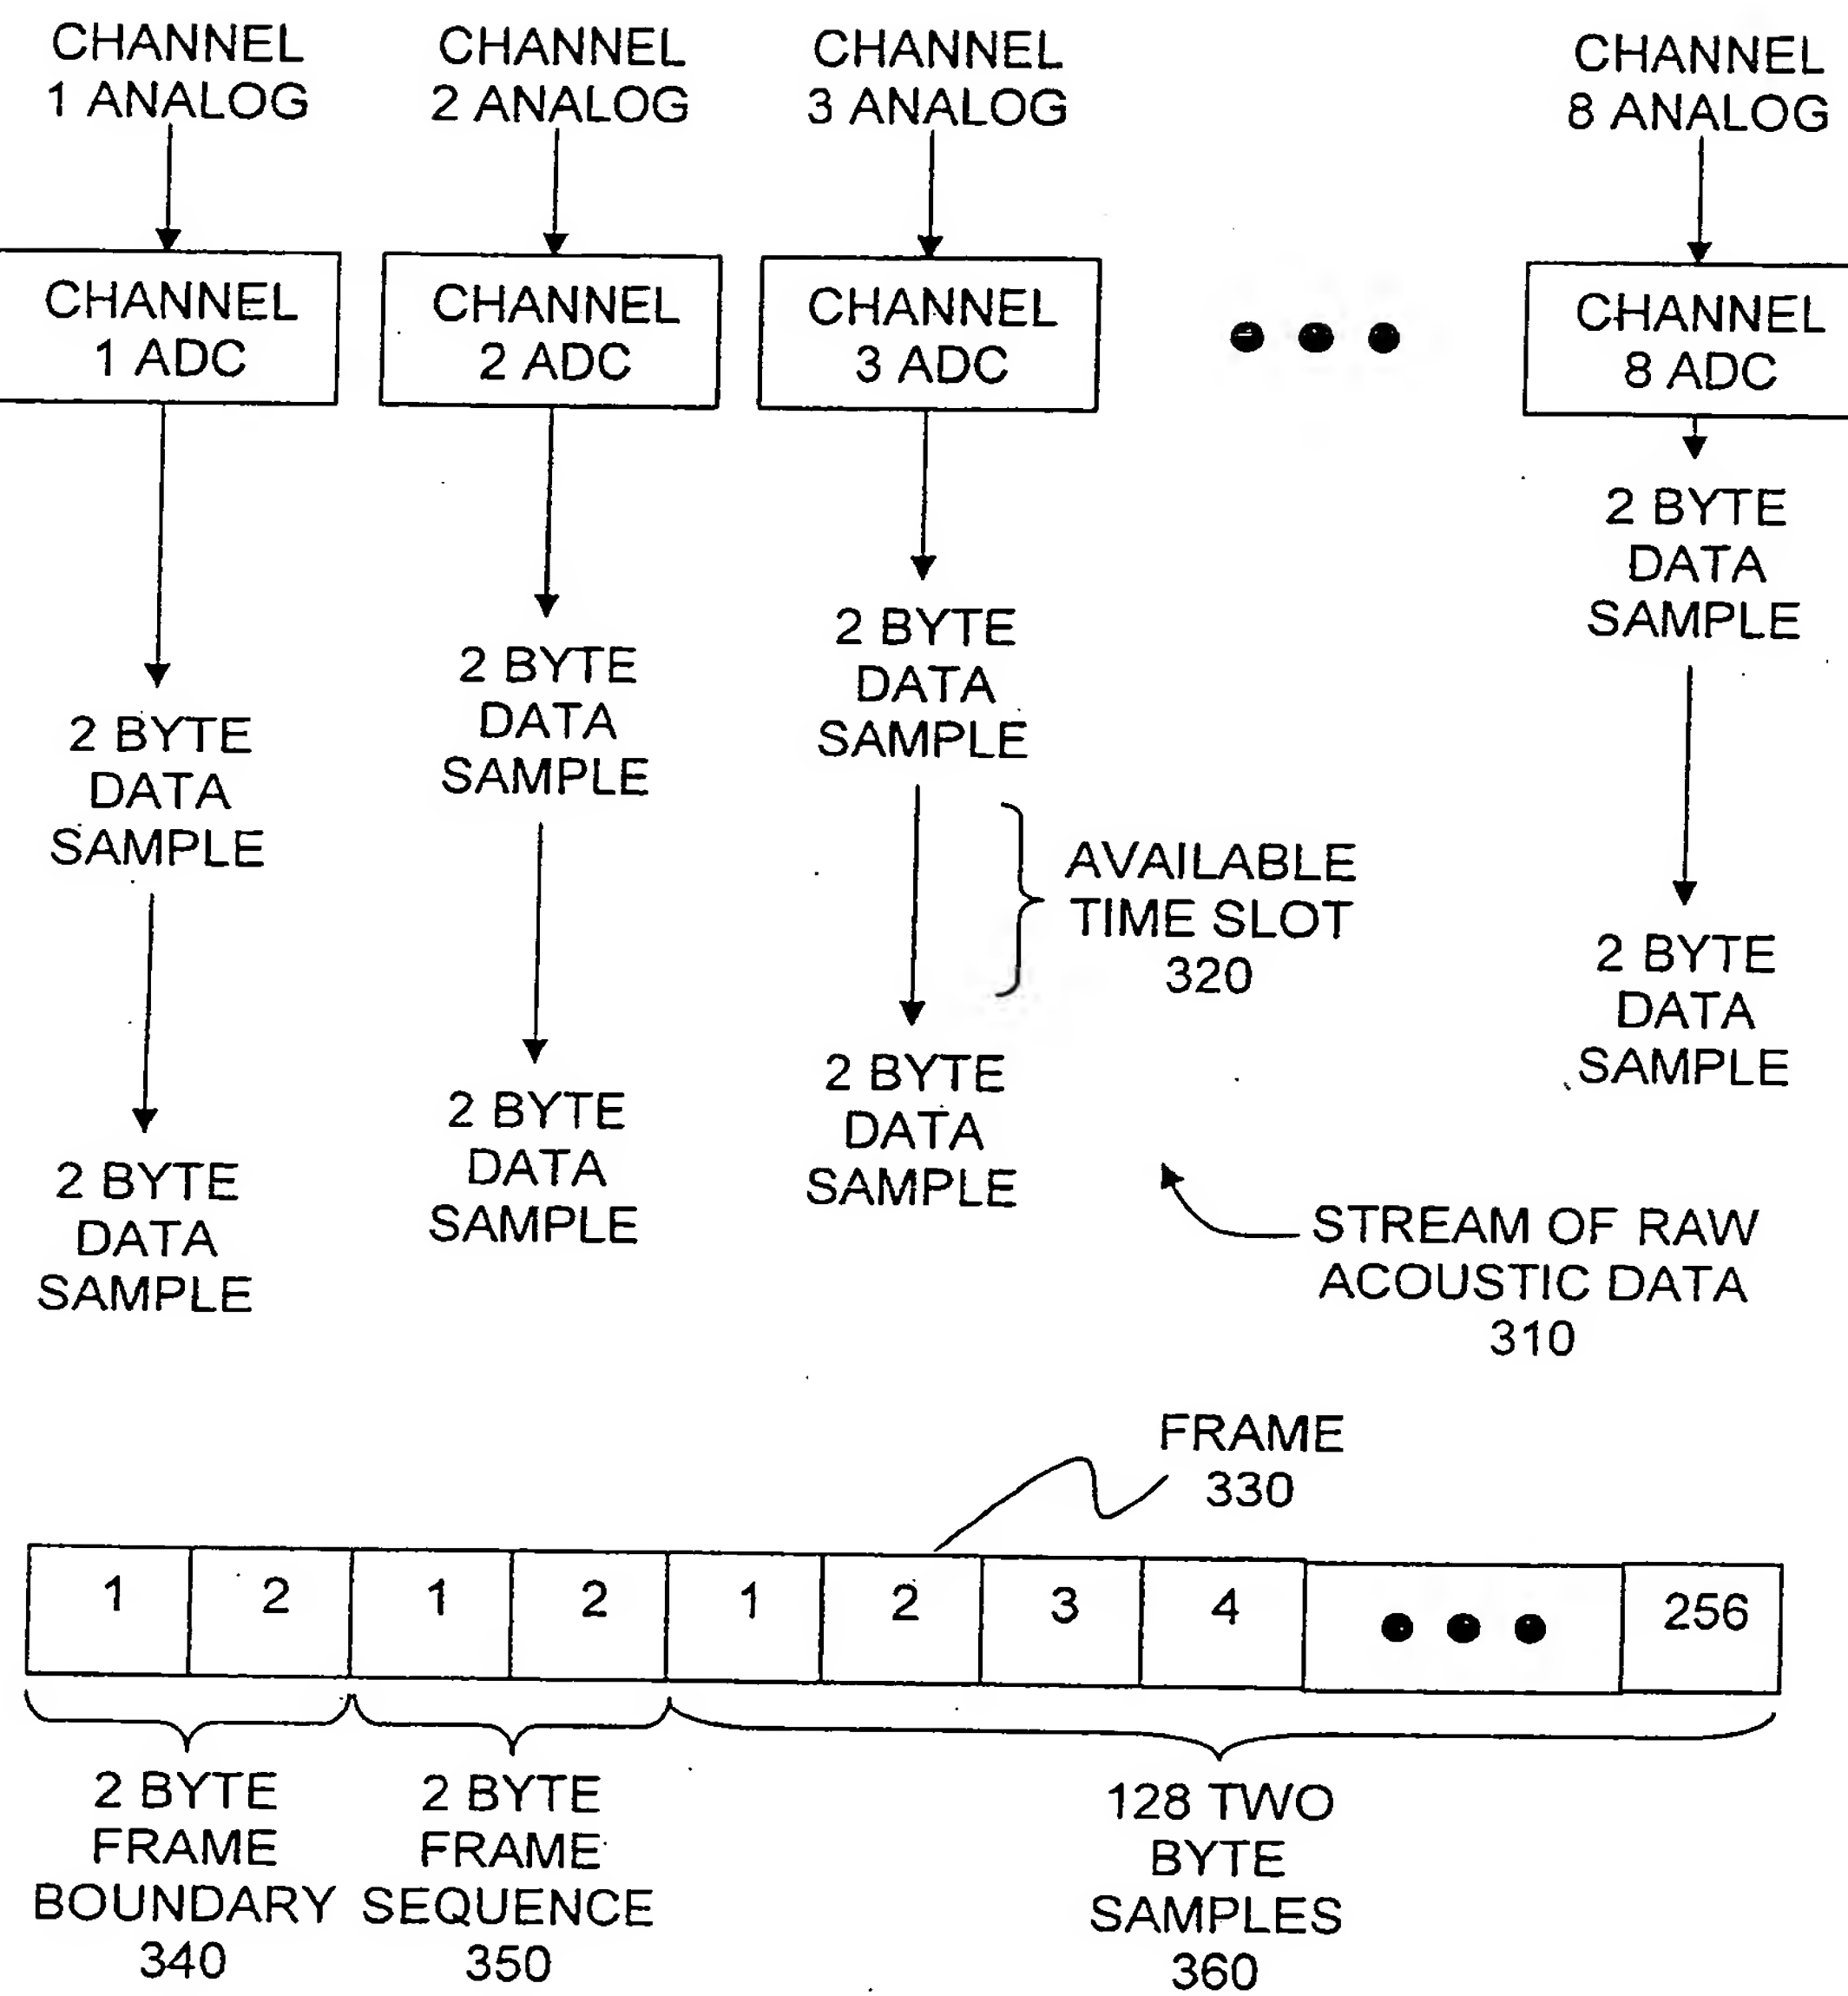 CHANNEL
1 ANALOG
CHANNEL
2 ANALOG
CHANNEL
3 ANALOG
CHANNEL
8 ANALOG
CHANNEL
1 ADC
CHANNEL
2 ADC
CHANNEL
3 ADC
CHANNEL
8 ADC
2 BYTE
DATA
SAMPLE
2 BYTE
DATA
SAMPLE
2 BYTE
DATA
SAMPLE
2 BYTE
DATA
SAMPLE
AVAILABLE
TIME SLOT
320
2 BYTE
DATA
SAMPLE
2 BYTE
DATA
SAMPLE
2 BYTE
DATA
SAMPLE
2 BYTE
DATA
SAMPLE
STREAM OF RAW
ACOUSTIC DATA
310
FRAME
330
1 2 1 2 1 2 3 4 256
2 BYTE
FRAME
BOUNDARY
340
2 BYTE
FRAME
SEQUENCE
350
128 TWO
BYTE
SAMPLES
360